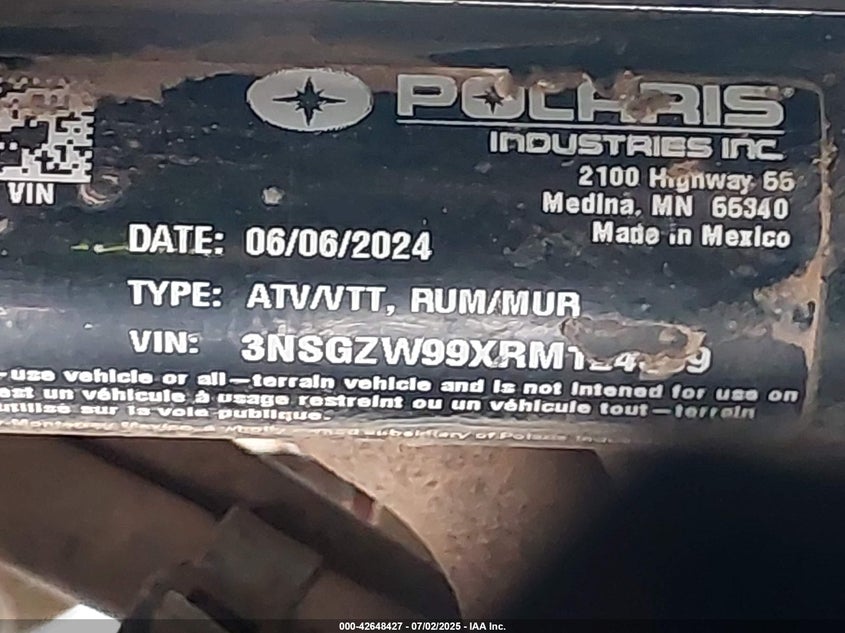 POLARIS
INDUSTRIES INC.
2100 Highway 55
Medina, MN 55340
Made in Mexico
VIN
DATE: 06/06/2024
TYPE: ATV/VTT, RUM/MUR
VIN:
-use vehicle or all-terrain vehicle and is not intened for use on
est un véhicule à usage restreint ou un véhicule tout-terrain
utilisé sur la voie publique.
subsidiary of Polaris
000-42648427 - 07/02/2025 - IAA Inc.